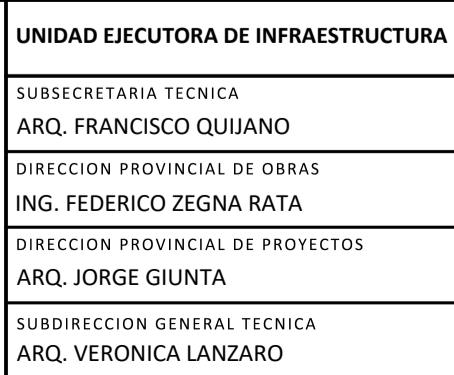 UNIDAD EJECUTORA DE INFRAESTRUCTURA
SUBSECRETARIA TECNICA
ARQ. FRANCISCO QUIJANO
DIRECCION PROVINCIAL DE OBRAS
ING. FEDERICO ZEGNA RATA
DIRECCION PROVINCIAL DE PROYECTOS
ARQ. JORGE GIUNTA
SUBDIRECCION GENERAL TECNICA
ARQ. VERONICA LANZARO